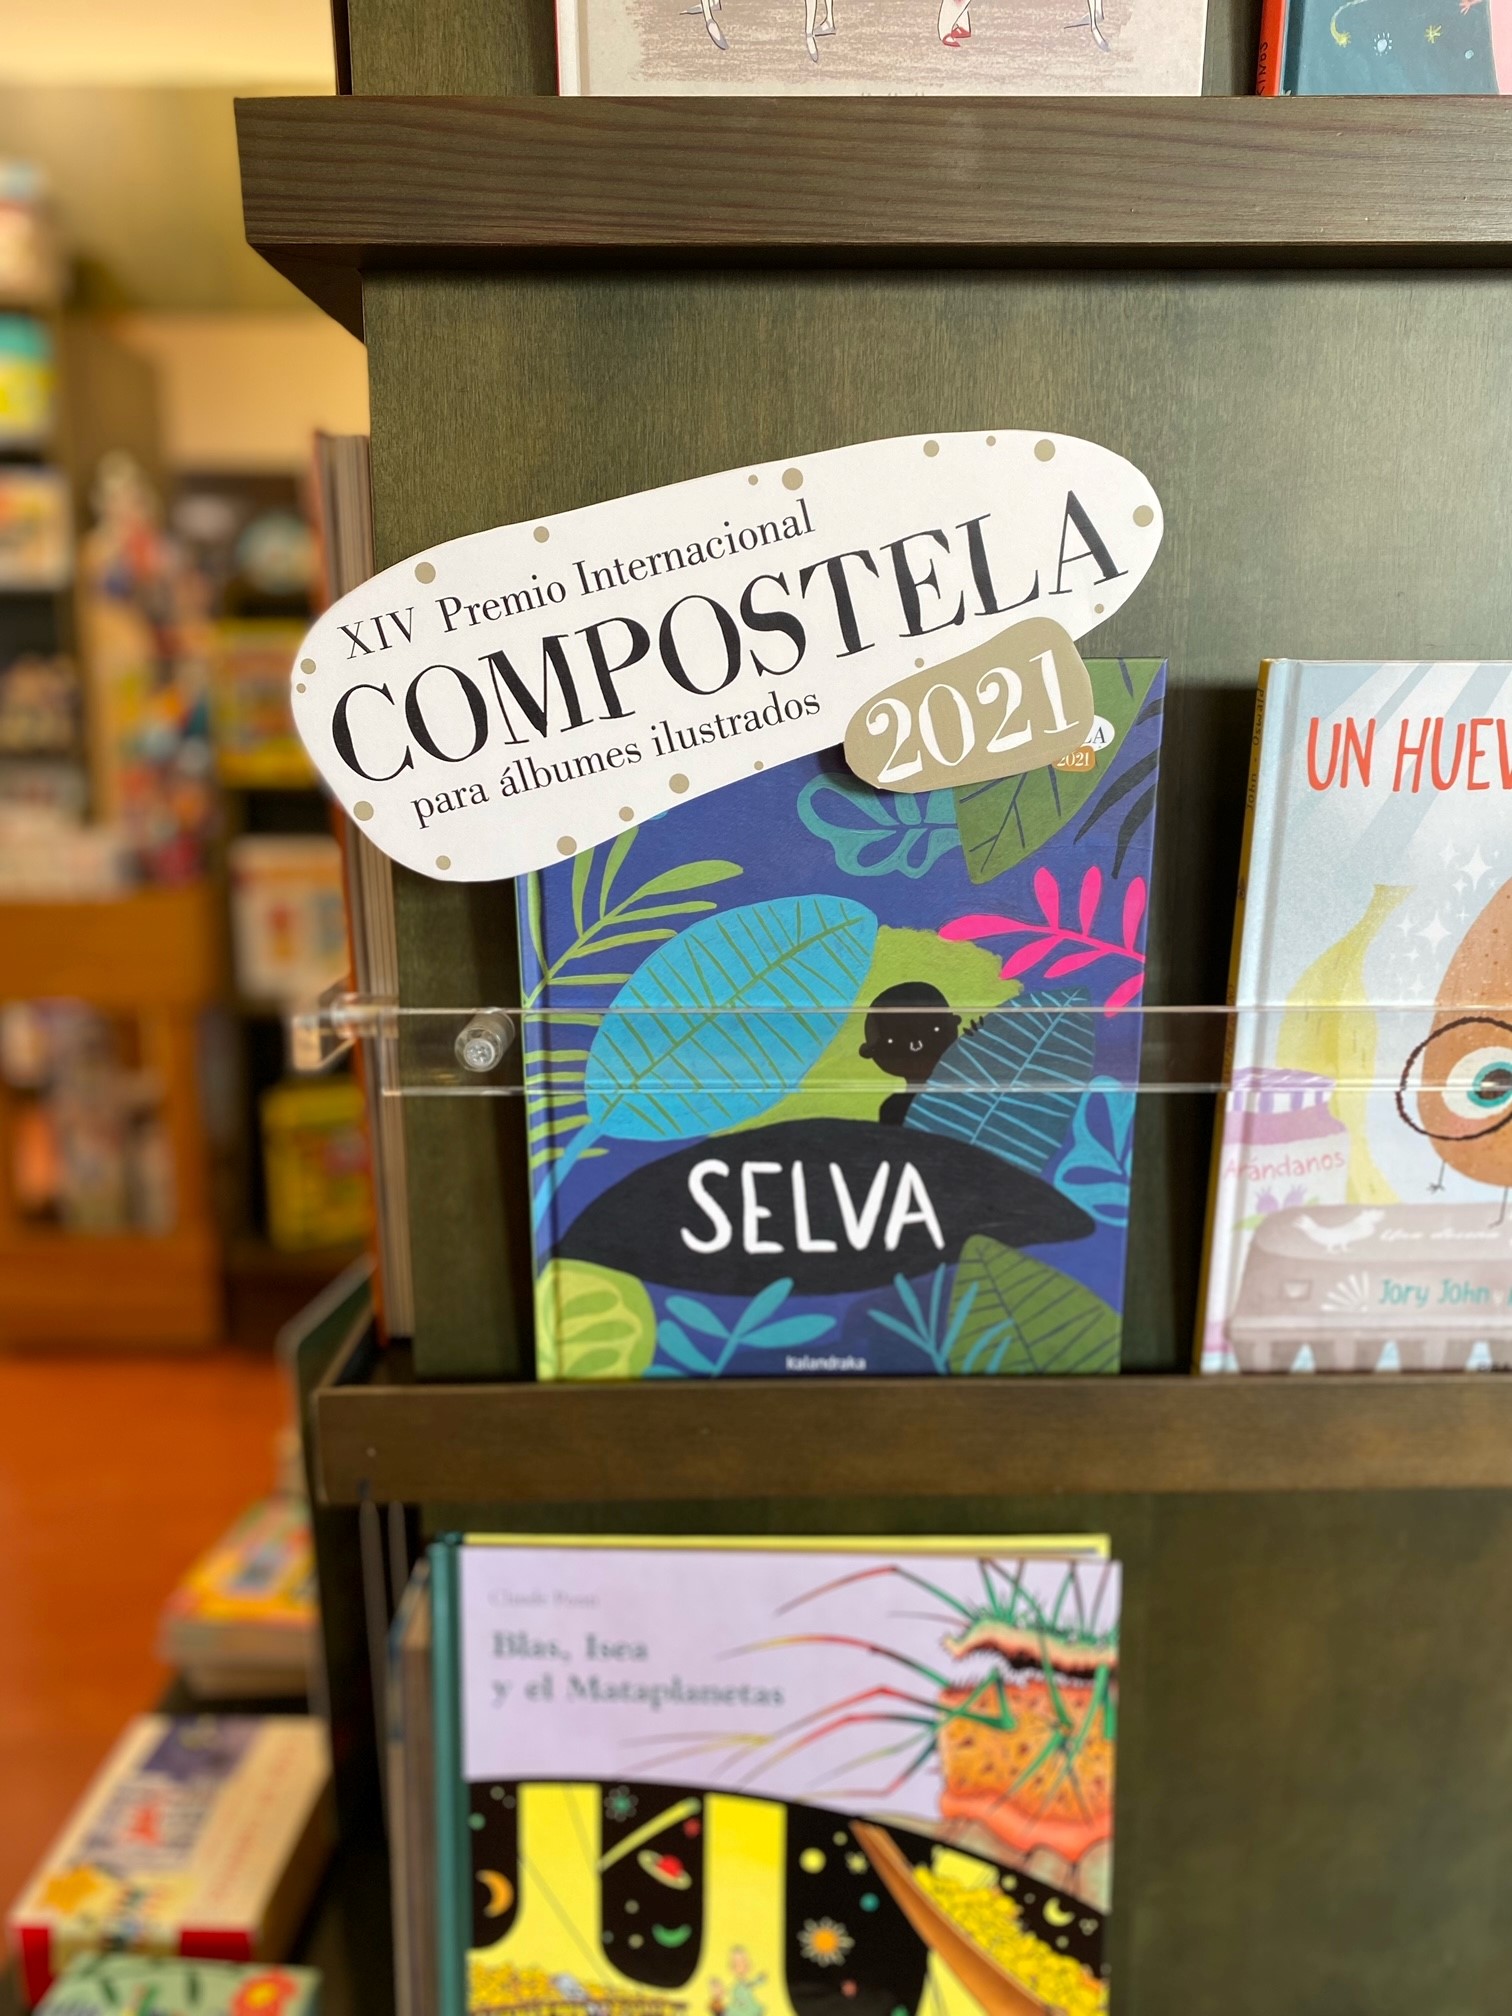 XIV Premio Internacional
COMPOSTELA
para álbumes ilustrados
2021
LA
2021
SELVA
kalandraka
UN HUEV
Arándanos
Jory John
Blas, Isea
y el Mataplanetas